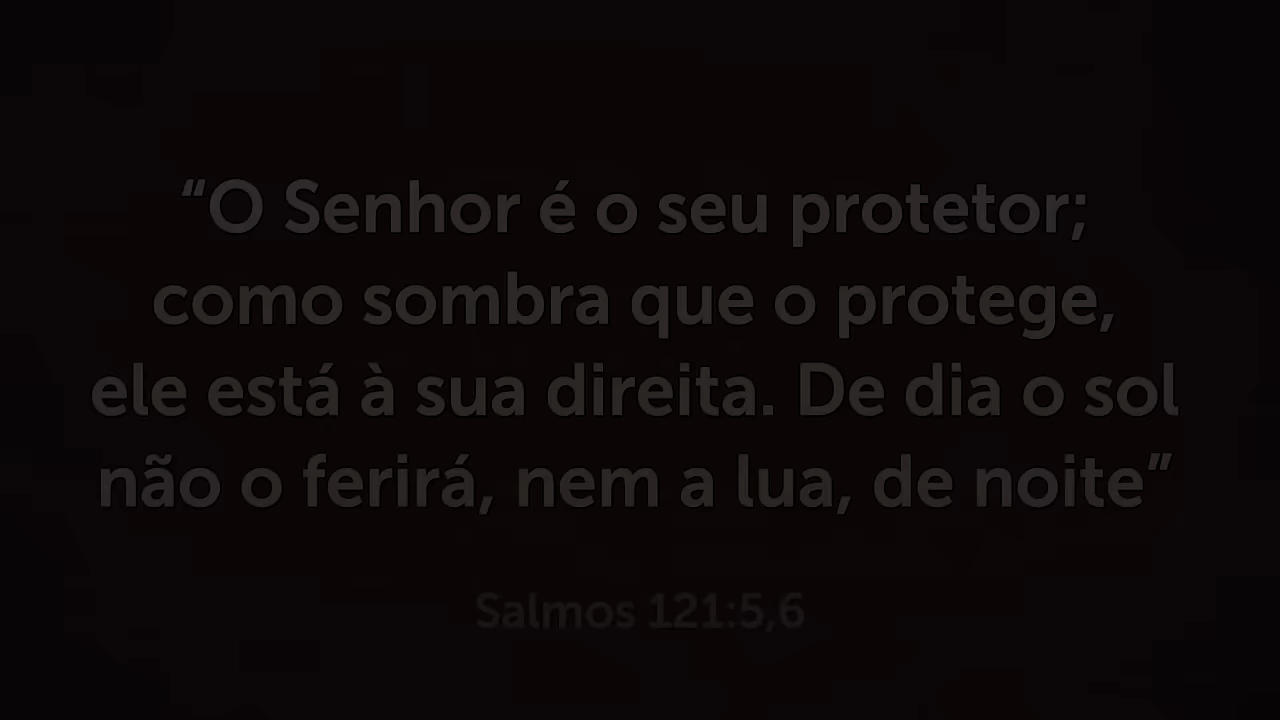 “O Senhor é o seu protetor;
como sombra que o protege,
ele está à sua direita. De dia o sol
não o ferirá, nem a lua, de noite”
Salmos 121:5,6